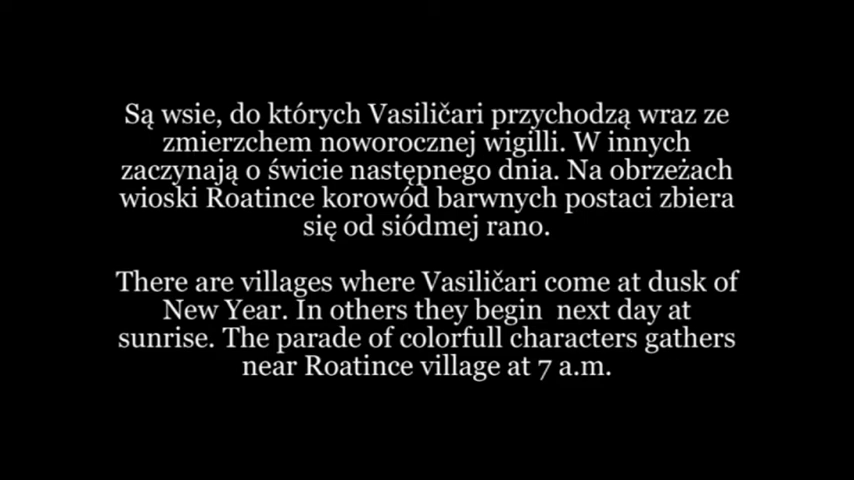 Są wsie, do których Vasiličari przychodzą wraz ze
zmierzchem noworocznej wigilli. W innych
zaczynają o świcie następnego dnia. Na obrzeżach
wioski Roatince korowód barwnych postaci zbiera
się od siódmej rano.
There are villages where Vasiličari come at dusk of
New Year. In others they begin  next day at
sunrise. The parade of colorfull characters gathers
near Roatince village at 7 a.m.